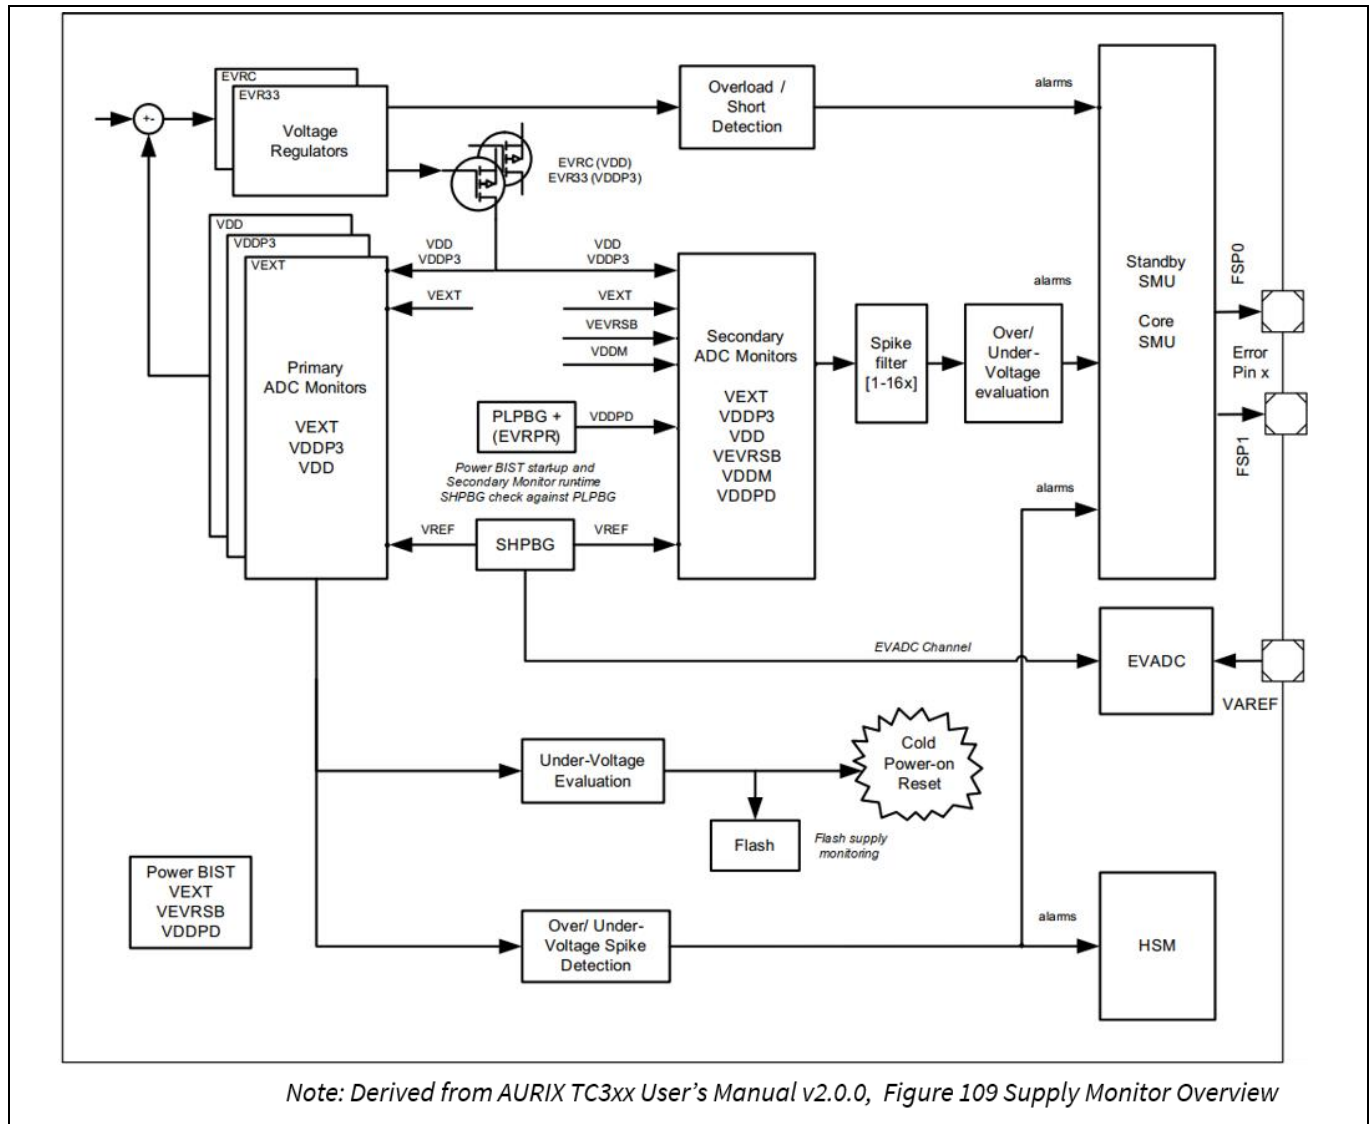 EVRC
EVR33
Voltage
Regulators
+-
Overload /
Short
Detection
alarms
EVRC (VDD)
EVR33 (VDDP3)
VDD
VDDP3
VEXT
Primary
ADC Monitors
VEXT
VDDP3
VDD
VDD
VDDP3
VEXT
VDD
VDDP3
VEXT
VEVRSB
VDDM
PLPBG +
(EVRPR)
VDDPD
Power BIST start-up and
Secondary Monitor runtime
SHPBG check against PLPBG
VREF
SHPBG
VREF
Secondary
ADC Monitors
VEXT
VDDP3
VDD
VEVRSB
VDDM
VDDPD
Spike
filter
[1-16x]
Over/
Under-
Voltage
evaluation
alarms
alarms
Standby
SMU
Core
SMU
FSP0
Error
Pin x
FSP1
EVADC Channel
EVADC
VAREF
Under-Voltage
Evaluation
Cold
Power-on
Reset
Flash
Flash supply
monitoring
Power BIST
VEXT
VEVRSB
VDDPD
Over/ Under-
Voltage Spike
Detection
alarms
HSM
Note: Derived from AURIX TC3xx User’s Manual v2.0.0, Figure 109 Supply Monitor Overview